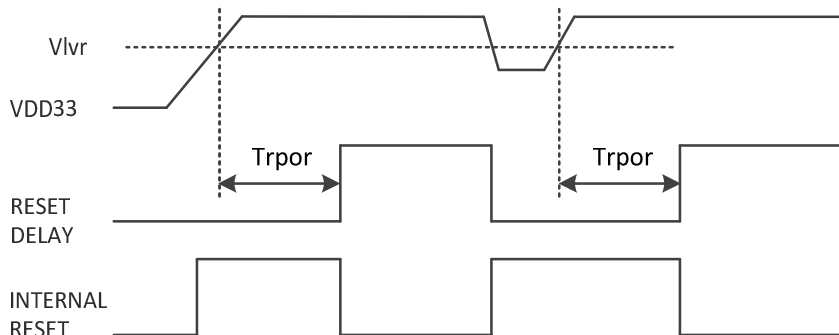 Vlvr
VDD33
Trpor
Trpor
RESET
DELAY
INTERNAL
RESET